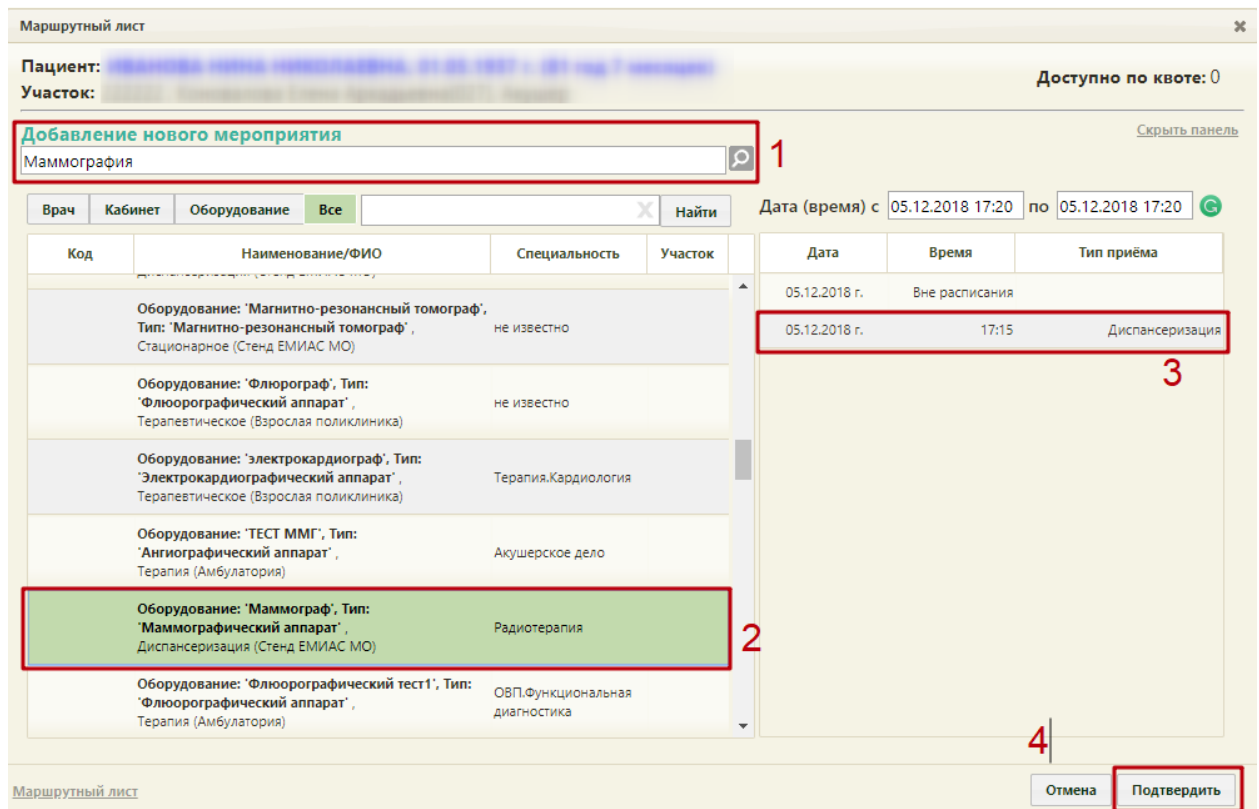 Маршрутный лист
Пациент:
Участок:
Доступно по квоте: 0
Добавление нового мероприятия
Скрыть панель
Маммография
1
Врач Кабинет Оборудование Все Найти
Дата (время) с 05.12.2018 17:20 по 05.12.2018 17:20
Код Наименование/ФИО Специальность Участок
Дата Время Тип приёма
05.12.2018 г. Вне расписания
05.12.2018 г. 17:15 Диспансеризация
3
Оборудование: 'Магнитно-резонансный томограф',
Тип: 'Магнитно-резонансный томограф' , не известно
Стационарное (Стенд ЕМИАС МО)
Оборудование: 'Флюрограф', Тип:
'Флюорографический аппарат' , не известно
Терапевтическое (Взрослая поликлиника)
Оборудование: 'электрокардиограф', Тип:
'Электрокардиографический аппарат' , Терапия.Кардиология
Терапевтическое (Взрослая поликлиника)
Оборудование: 'ТЕСТ ММГ', Тип:
'Ангиографический аппарат' , Акушерское дело
Терапия (Амбулатория)
Оборудование: 'Маммограф', Тип:
'Маммографический аппарат' , Радиотерапия
Диспансеризация (Стенд ЕМИАС МО)
2
Оборудование: 'Флюорографический тест1', Тип:
'Флюорографический аппарат' ,
Терапия (Амбулатория)
ОВП.Функциональная
диагностика
4
Маршрутный лист
Отмена Подтвердить